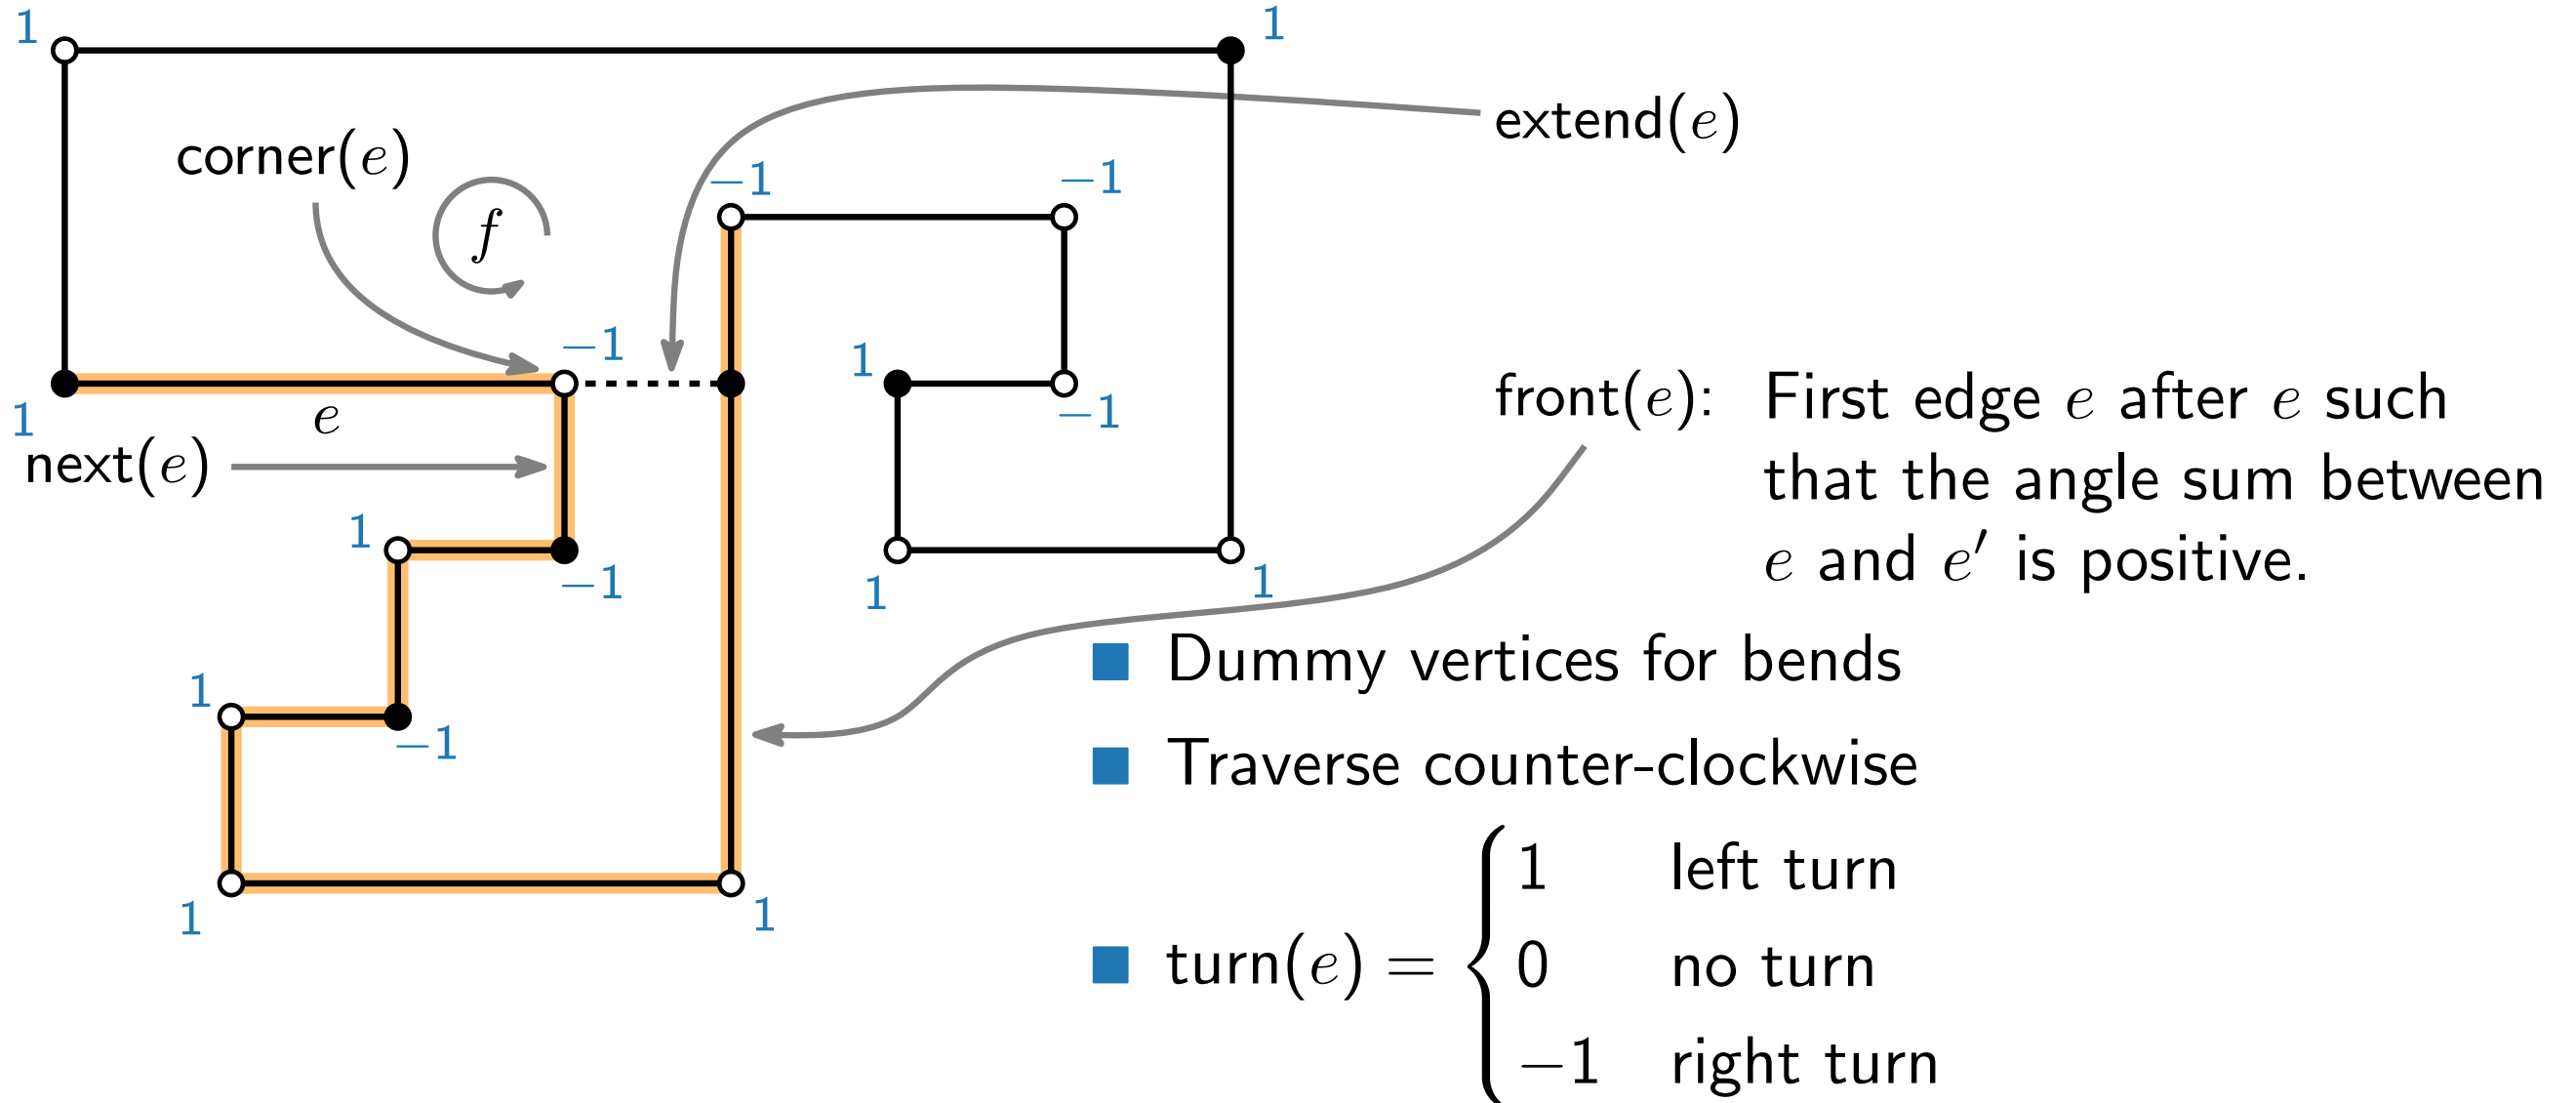 1
1
extend(e)
corner(e)
f
−1
−1
−1
1
1
e
−1
front(e): First edge e after e such
that the angle sum between
e and e′ is positive.
next(e)
1
−1
1
1
1
−1
1
1
Dummy vertices for bends
Traverse counter-clockwise
turn(e) =
1 left turn
0 no turn
−1 right turn